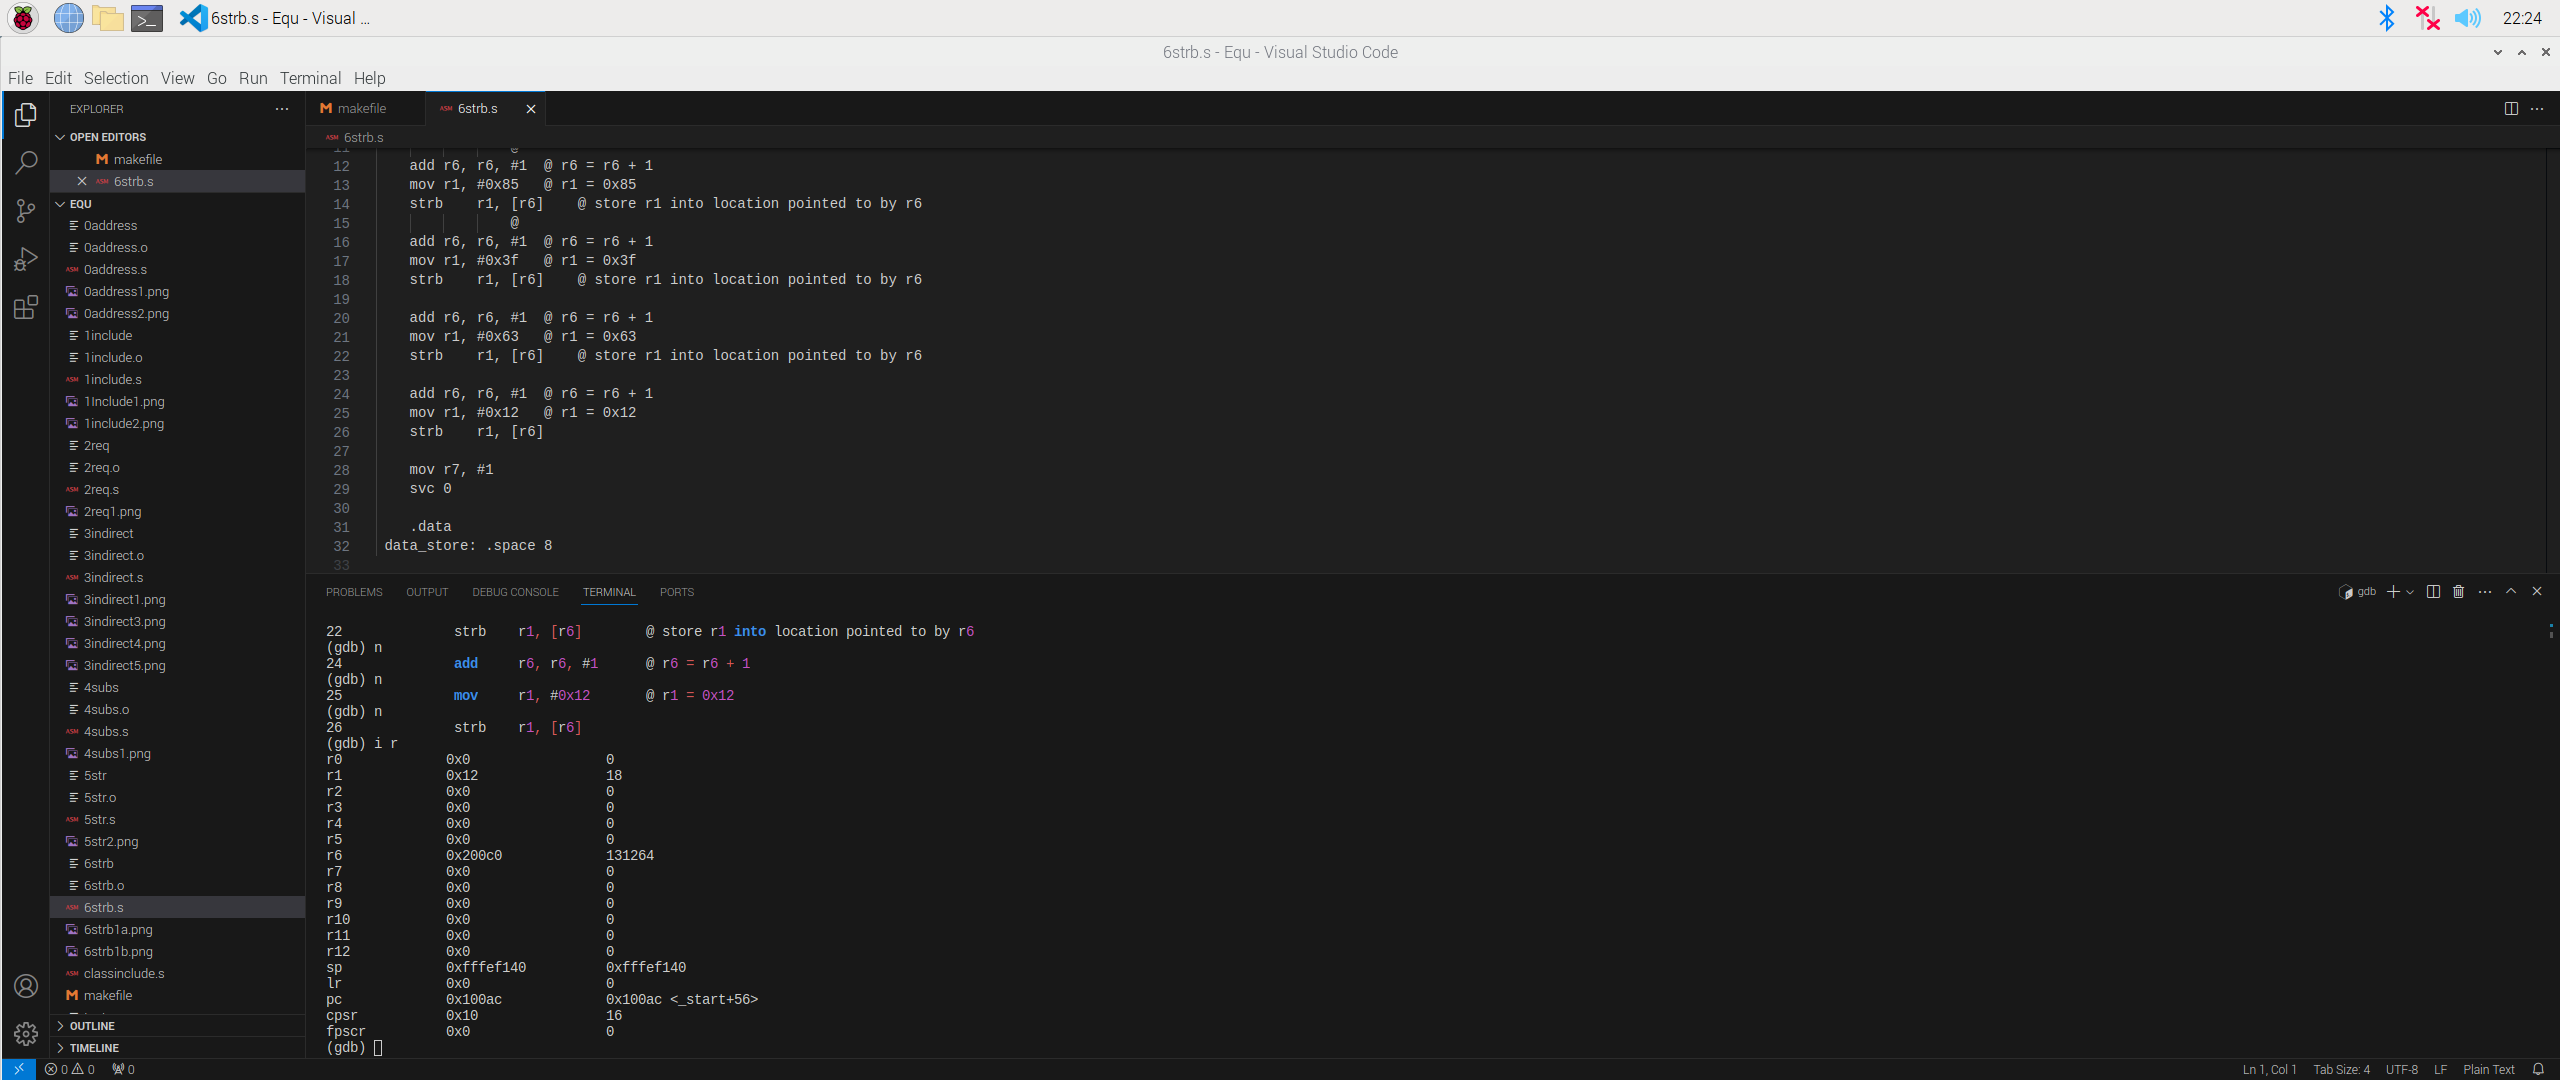 6strb.s - Equ - Visual ...
22:24
6strb.s - Equ - Visual Studio Code
File Edit Selection View Go Run Terminal Help
EXPLORER
OPEN EDITORS
makefile
6strb.s
EQU
0address
0address.o
0address.s
0address1.png
0address2.png
1include
1include.o
1include.s
1Include1.png
1include2.png
2req
2req.o
2req.s
2req1.png
3indirect
3indirect.o
3indirect.s
3indirect1.png
3indirect3.png
3indirect4.png
3indirect5.png
4subs
4subs.o
4subs.s
4subs1.png
5str
5str.o
5str.s
5str2.png
6strb
6strb.o
6strb.s
6strb1a.png
6strb1b.png
classinclude.s
makefile
OUTLINE
TIMELINE
makefile 6strb.s
6strb.s
11 @
12 add r6, r6, #1 @ r6 = r6 + 1
13 mov r1, #0x85 @ r1 = 0x85
14 strb r1, [r6] @ store r1 into location pointed to by r6
15 @
16 add r6, r6, #1 @ r6 = r6 + 1
17 mov r1, #0x3f @ r1 = 0x3f
18 strb r1, [r6] @ store r1 into location pointed to by r6
19
20 add r6, r6, #1 @ r6 = r6 + 1
21 mov r1, #0x63 @ r1 = 0x63
22 strb r1, [r6] @ store r1 into location pointed to by r6
23
24 add r6, r6, #1 @ r6 = r6 + 1
25 mov r1, #0x12 @ r1 = 0x12
26 strb r1, [r6]
27
28 mov r7, #1
29 svc 0
30
31 .data
32 data_store: .space 8
33
PROBLEMS OUTPUT DEBUG CONSOLE TERMINAL PORTS
gdb
22 strb r1, [r6] @ store r1 into location pointed to by r6
(gdb) n
24 add r6, r6, #1 @ r6 = r6 + 1
(gdb) n
25 mov r1, #0x12 @ r1 = 0x12
(gdb) n
26 strb r1, [r6]
(gdb) i r
r0 0x0 0
r1 0x12 18
r2 0x0 0
r3 0x0 0
r4 0x0 0
r5 0x0 0
r6 0x200c0 131264
r7 0x0 0
r8 0x0 0
r9 0x0 0
r10 0x0 0
r11 0x0 0
r12 0x0 0
sp 0xfffef140 0xfffef140
lr 0x0 0
pc 0x100ac 0x100ac <_start+56>
cpsr 0x10 16
fpscr 0x0 0
(gdb)
0 0 0
Ln 1, Col 1 Tab Size: 4 UTF-8 LF Plain Text